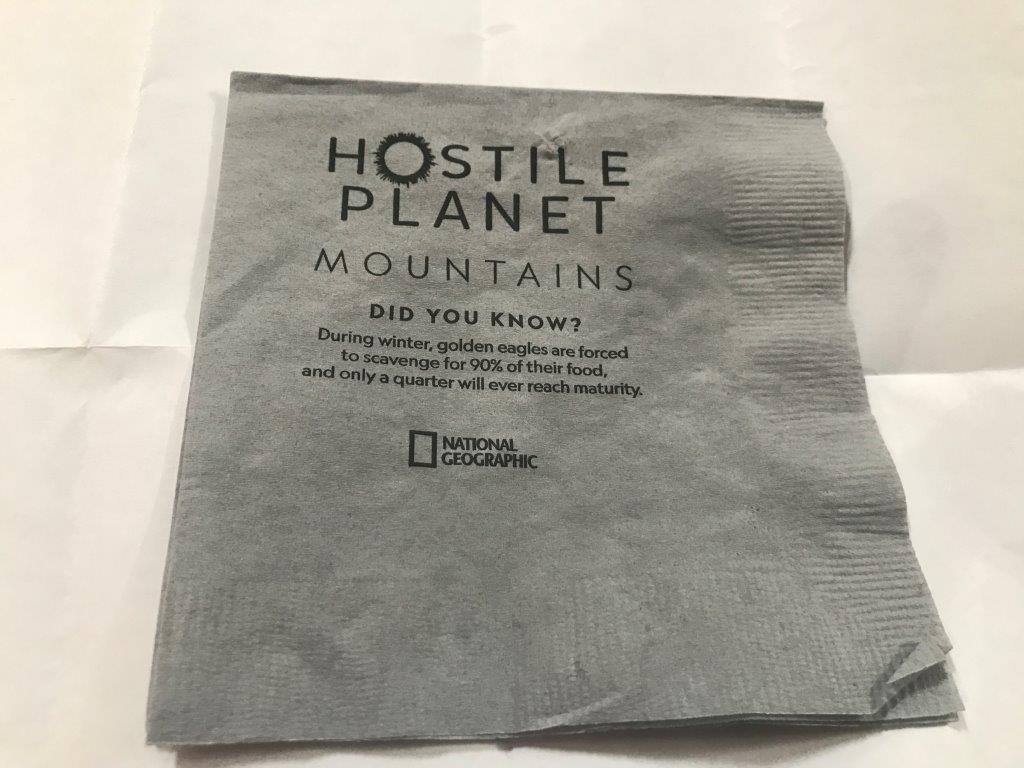 HOSTILE
PLANET
MOUNTAINS
DID YOU KNOW?
During winter, golden eagles are forced
to scavenge for 90% of their food,
and only a quarter will ever reach maturity.
NATIONAL
GEOGRAPHIC